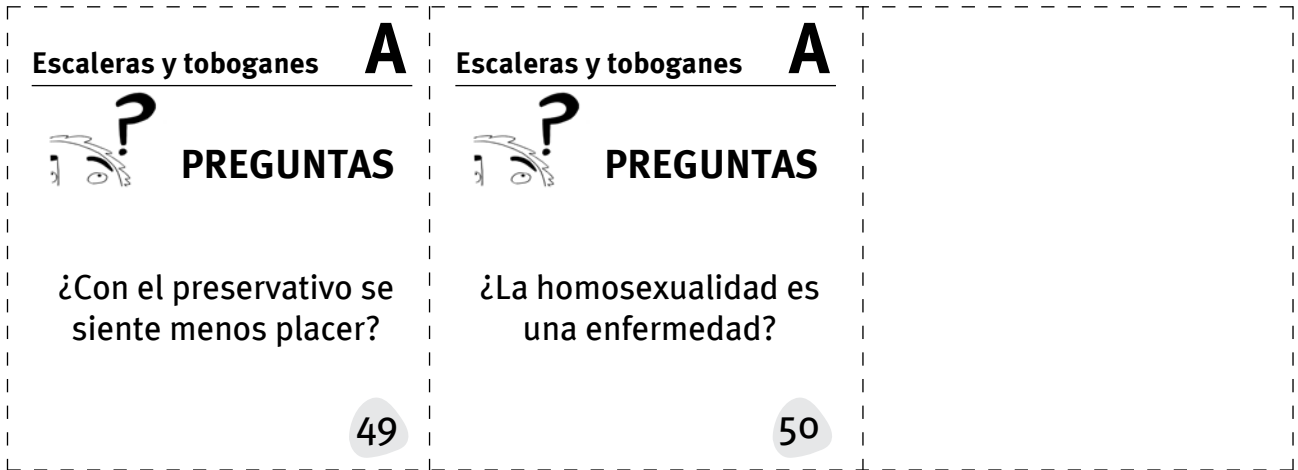 Escaleras y toboganes A
?
PREGUNTAS
¿Con el preservativo se
siente menos placer?
49
Escaleras y toboganes A
?
PREGUNTAS
¿La homosexualidad es
una enfermedad?
50